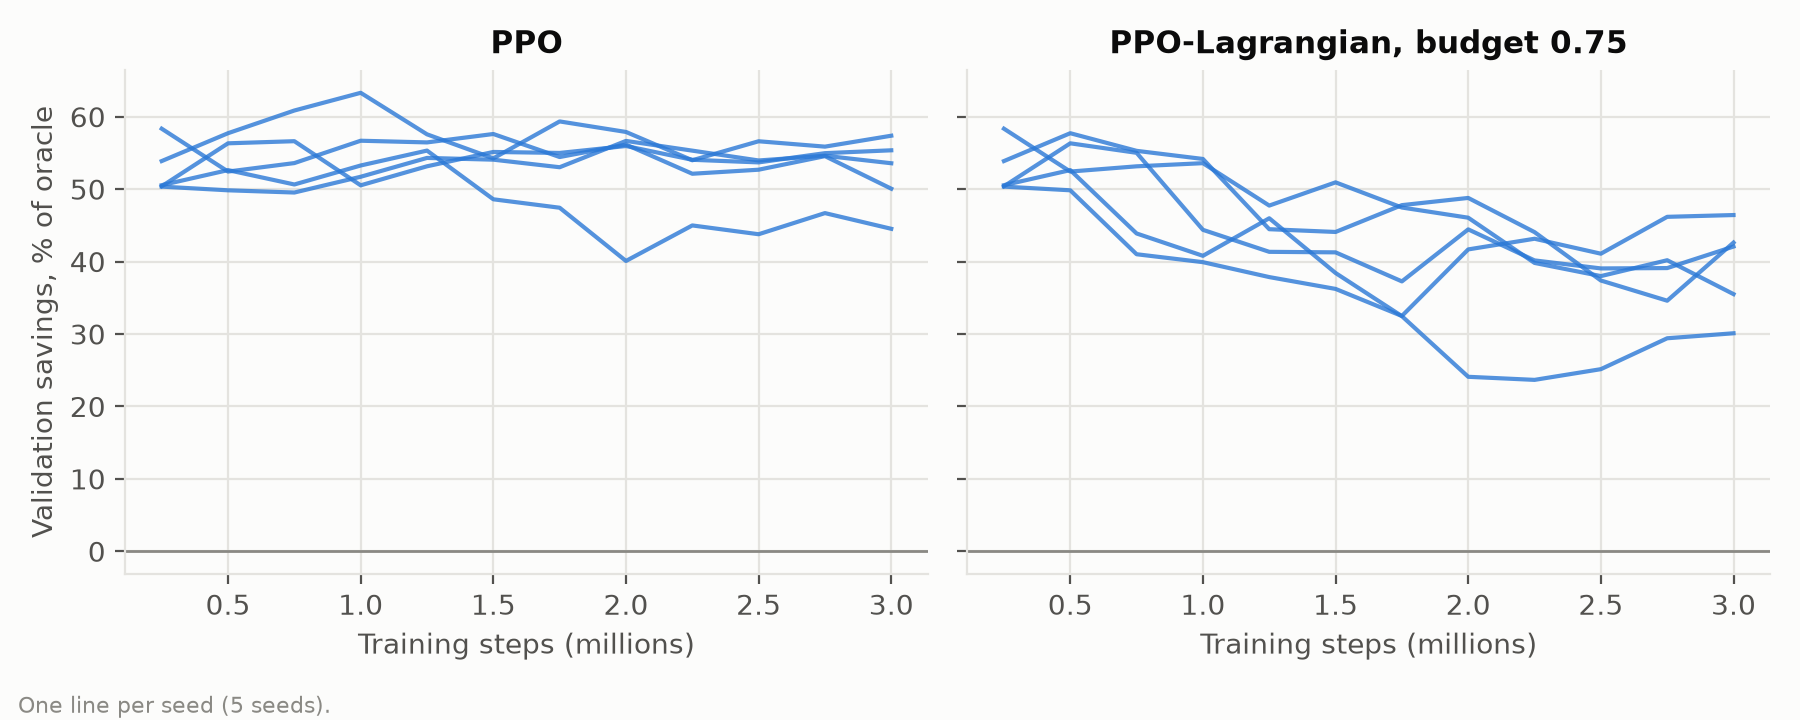 PPO
PPO-Lagrangian, budget 0.75
Validation savings, % of oracle
60
50
40
30
20
10
0
0.5 1.0 1.5 2.0 2.5 3.0
0.5 1.0 1.5 2.0 2.5 3.0
Training steps (millions)
Training steps (millions)
One line per seed (5 seeds).